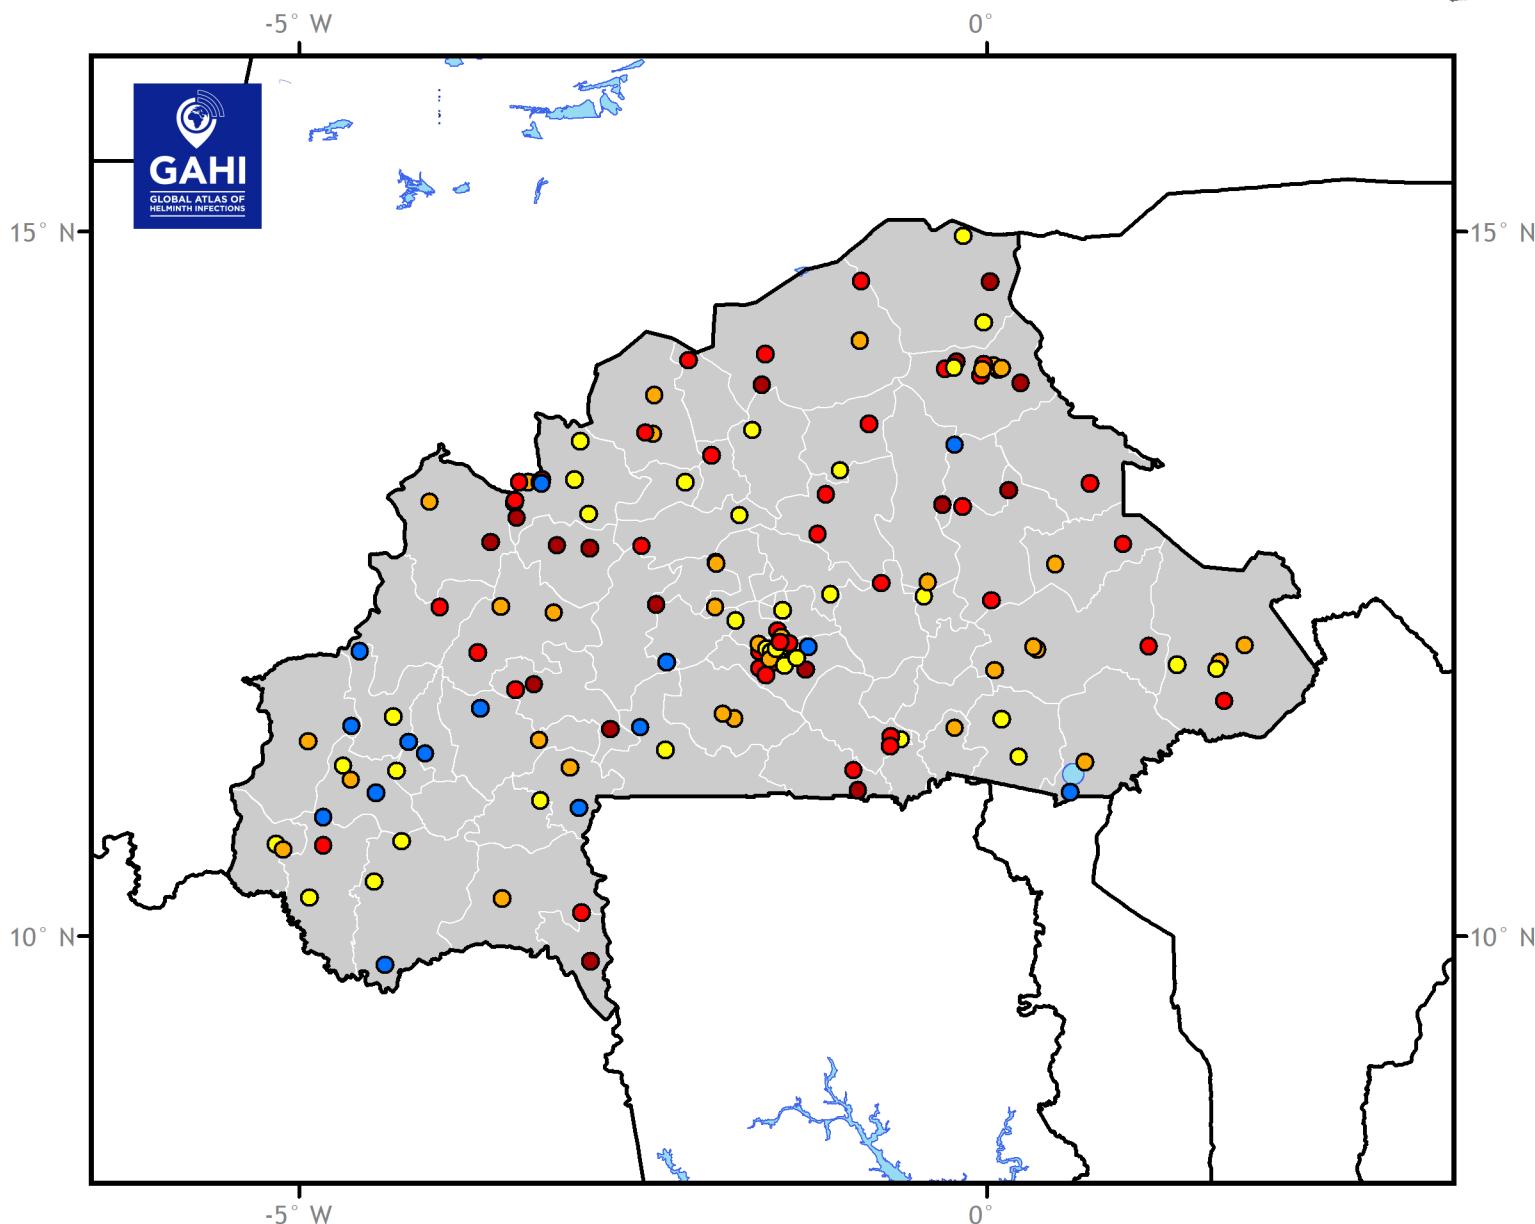 -5° W
0°
GAHI
GLOBAL ATLAS OF
HELMINTH INFECTIONS
15° N
15° N
10° N
10° N
-5° W
0°